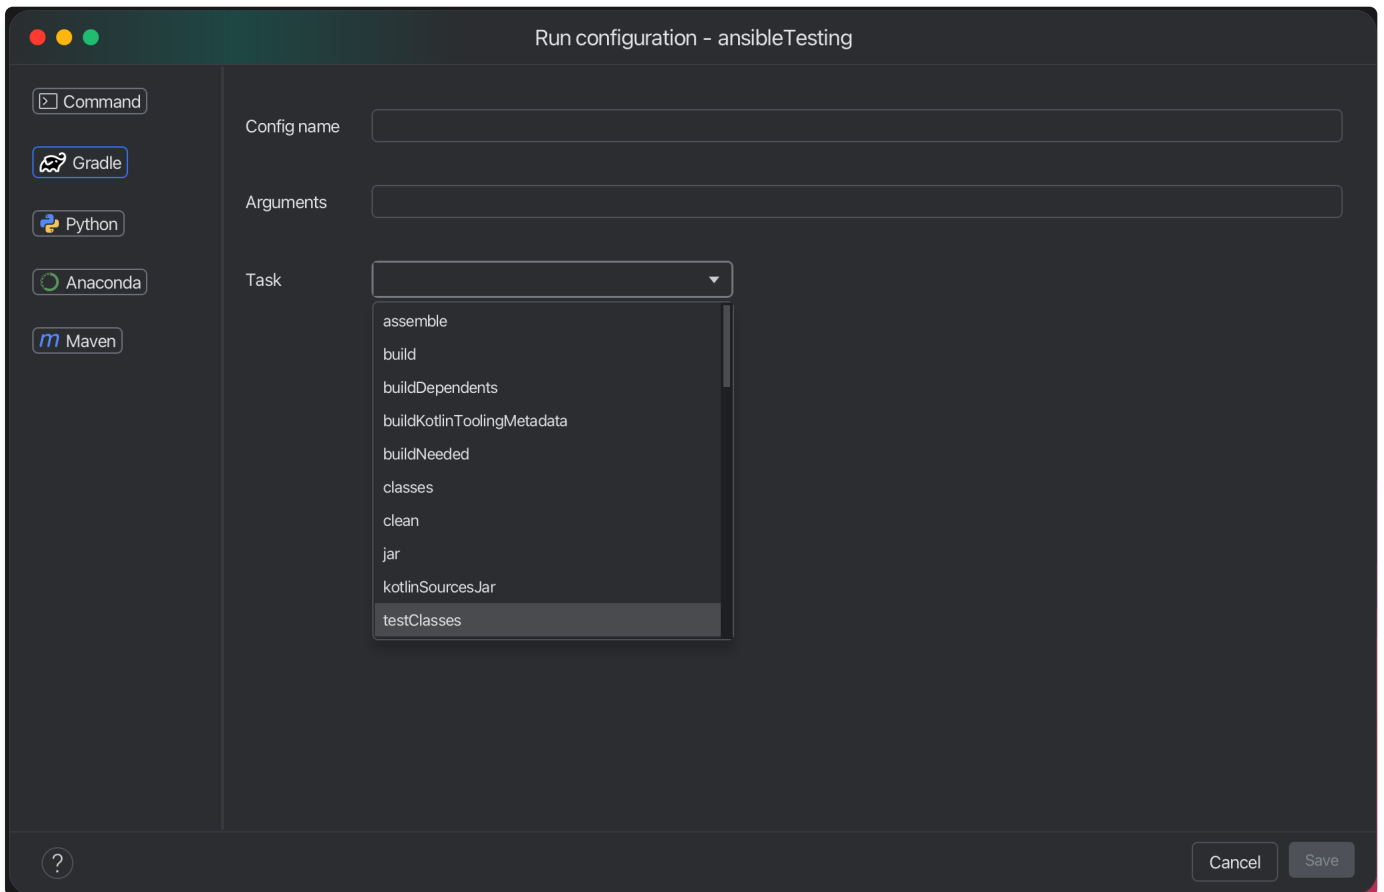 Run configuration - ansibleTesting
Command
Gradle
Python
Anaconda
m Maven
Config name
Arguments
Task
assemble
build
buildDependents
buildKotlinToolingMetadata
buildNeeded
classes
clean
jar
kotlinSourcesJar
testClasses
?
Cancel
Save